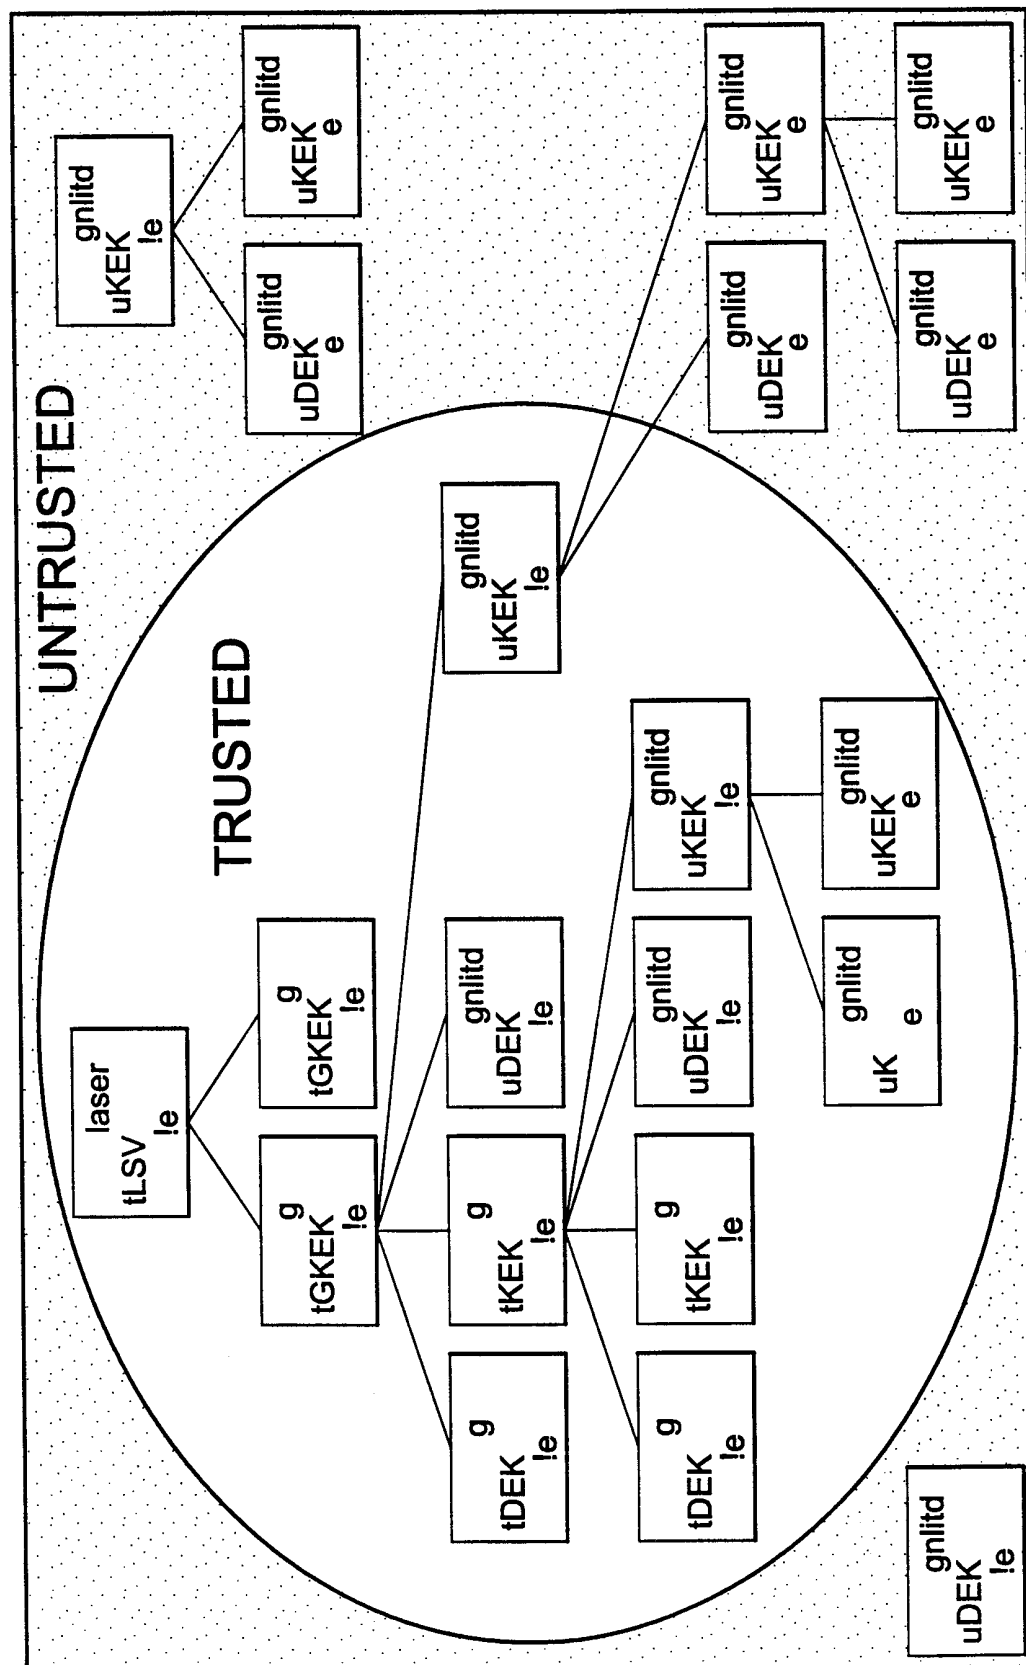 UNTRUSTED
laser
tLSV
!e
gnlitd
uKEK
!e
TRUSTED
g
tGKEK
!e
g
tGKEK
!e
gnlitd
uDEK
e
gnlitd
uKEK
e
g
tDEK
!e
g
tKEK
!e
gnlitd
uDEK
!e
gnlitd
uKEK
!e
g
tDEK
!e
g
tKEK
!e
gnlitd
uDEK
!e
gnlitd
uKEK
!e
gnlitd
uDEK
e
gnlitd
uKEK
e
gnlitd
uK
e
gnlitd
uKEK
e
gnlitd
uDEK
!e
gnlitd
uDEK
e
gnlitd
uKEK
e